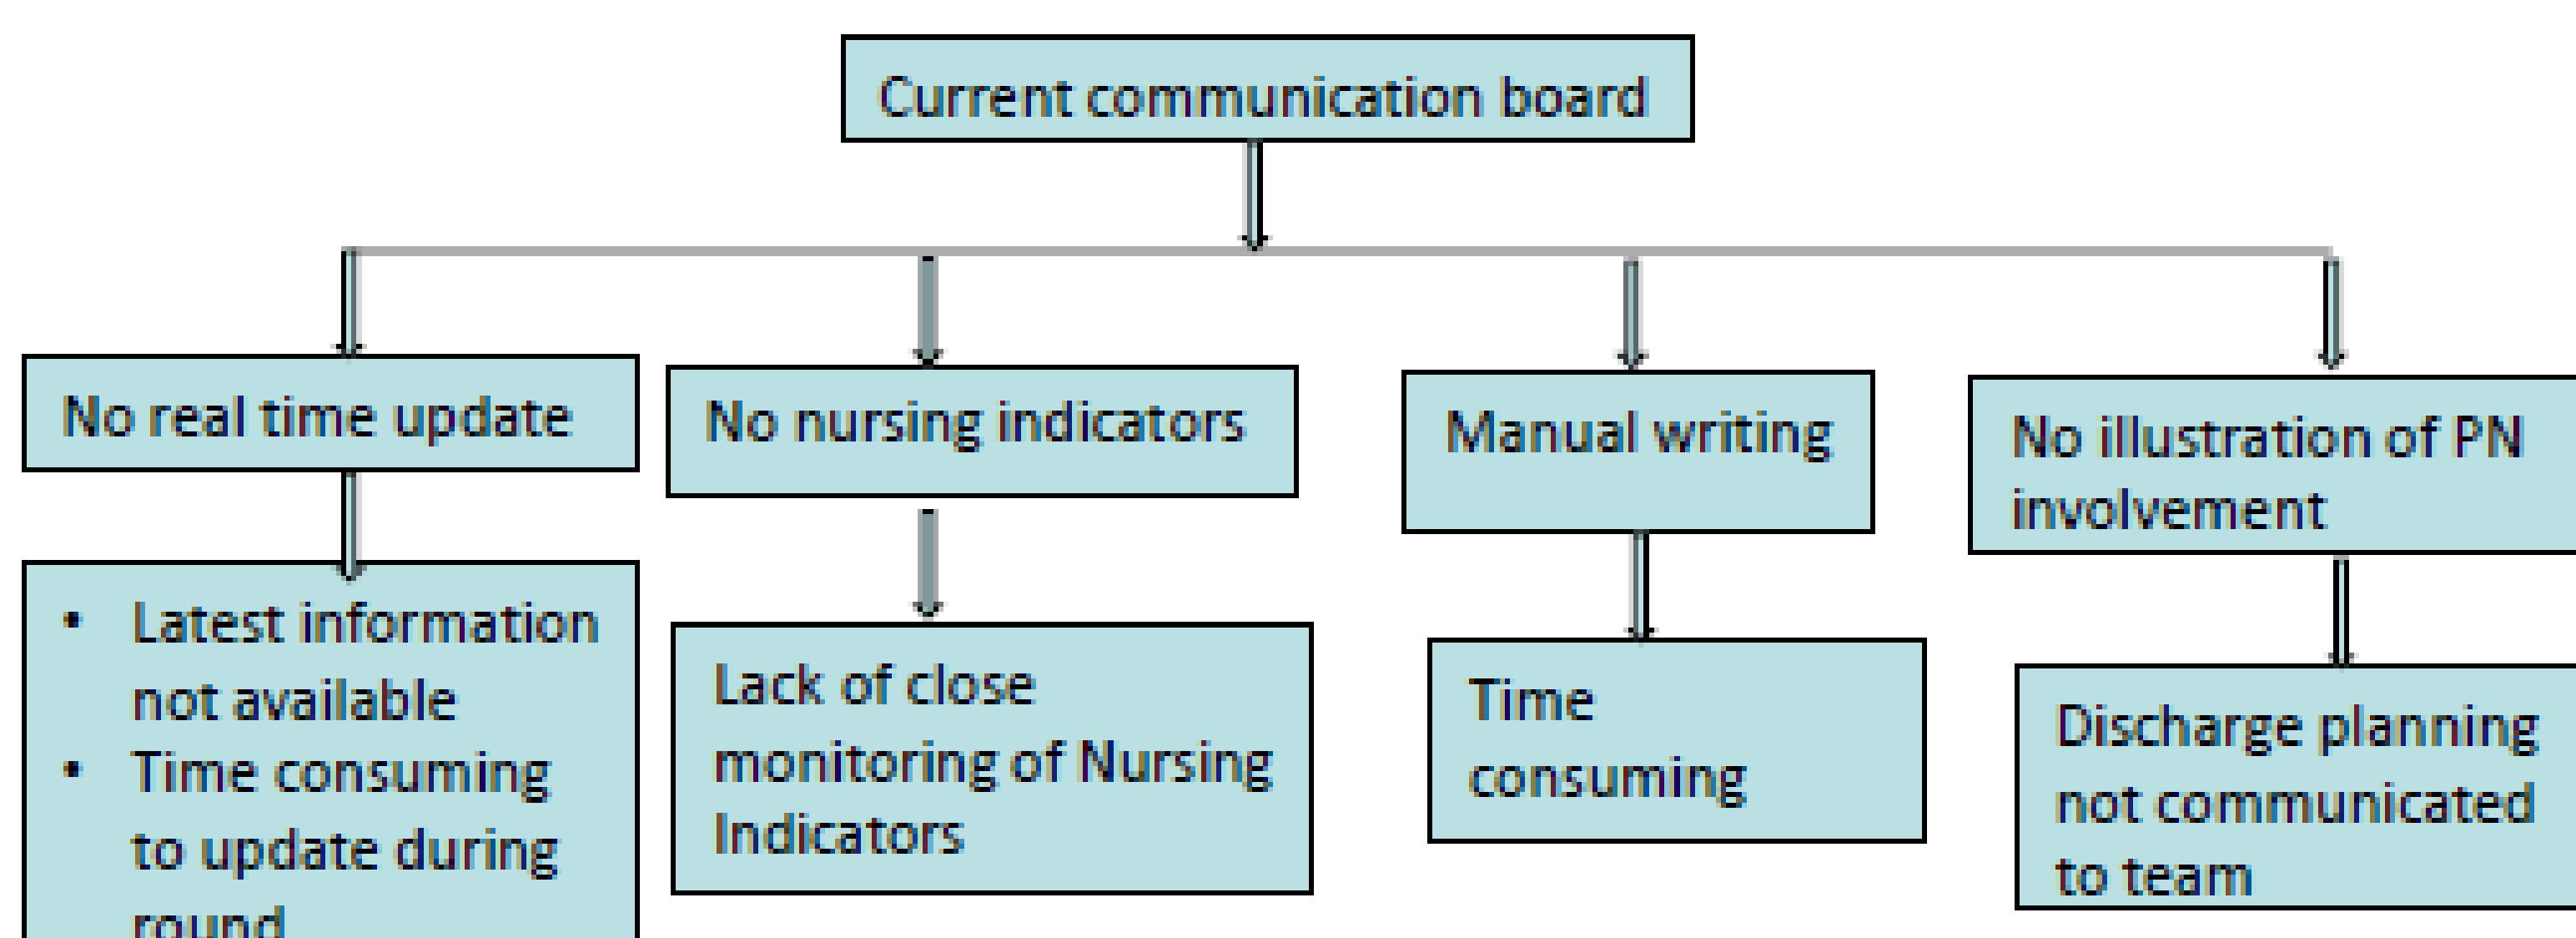 Current communication board
No real time update
No nursing indicators
Manual writing
No illustration of PN
involvement
• Latest information
not available
• Time consuming
to update during
round
Lack of close
monitoring of Nursing
Indicators
Time
consuming
Discharge planning
not communicated
to team